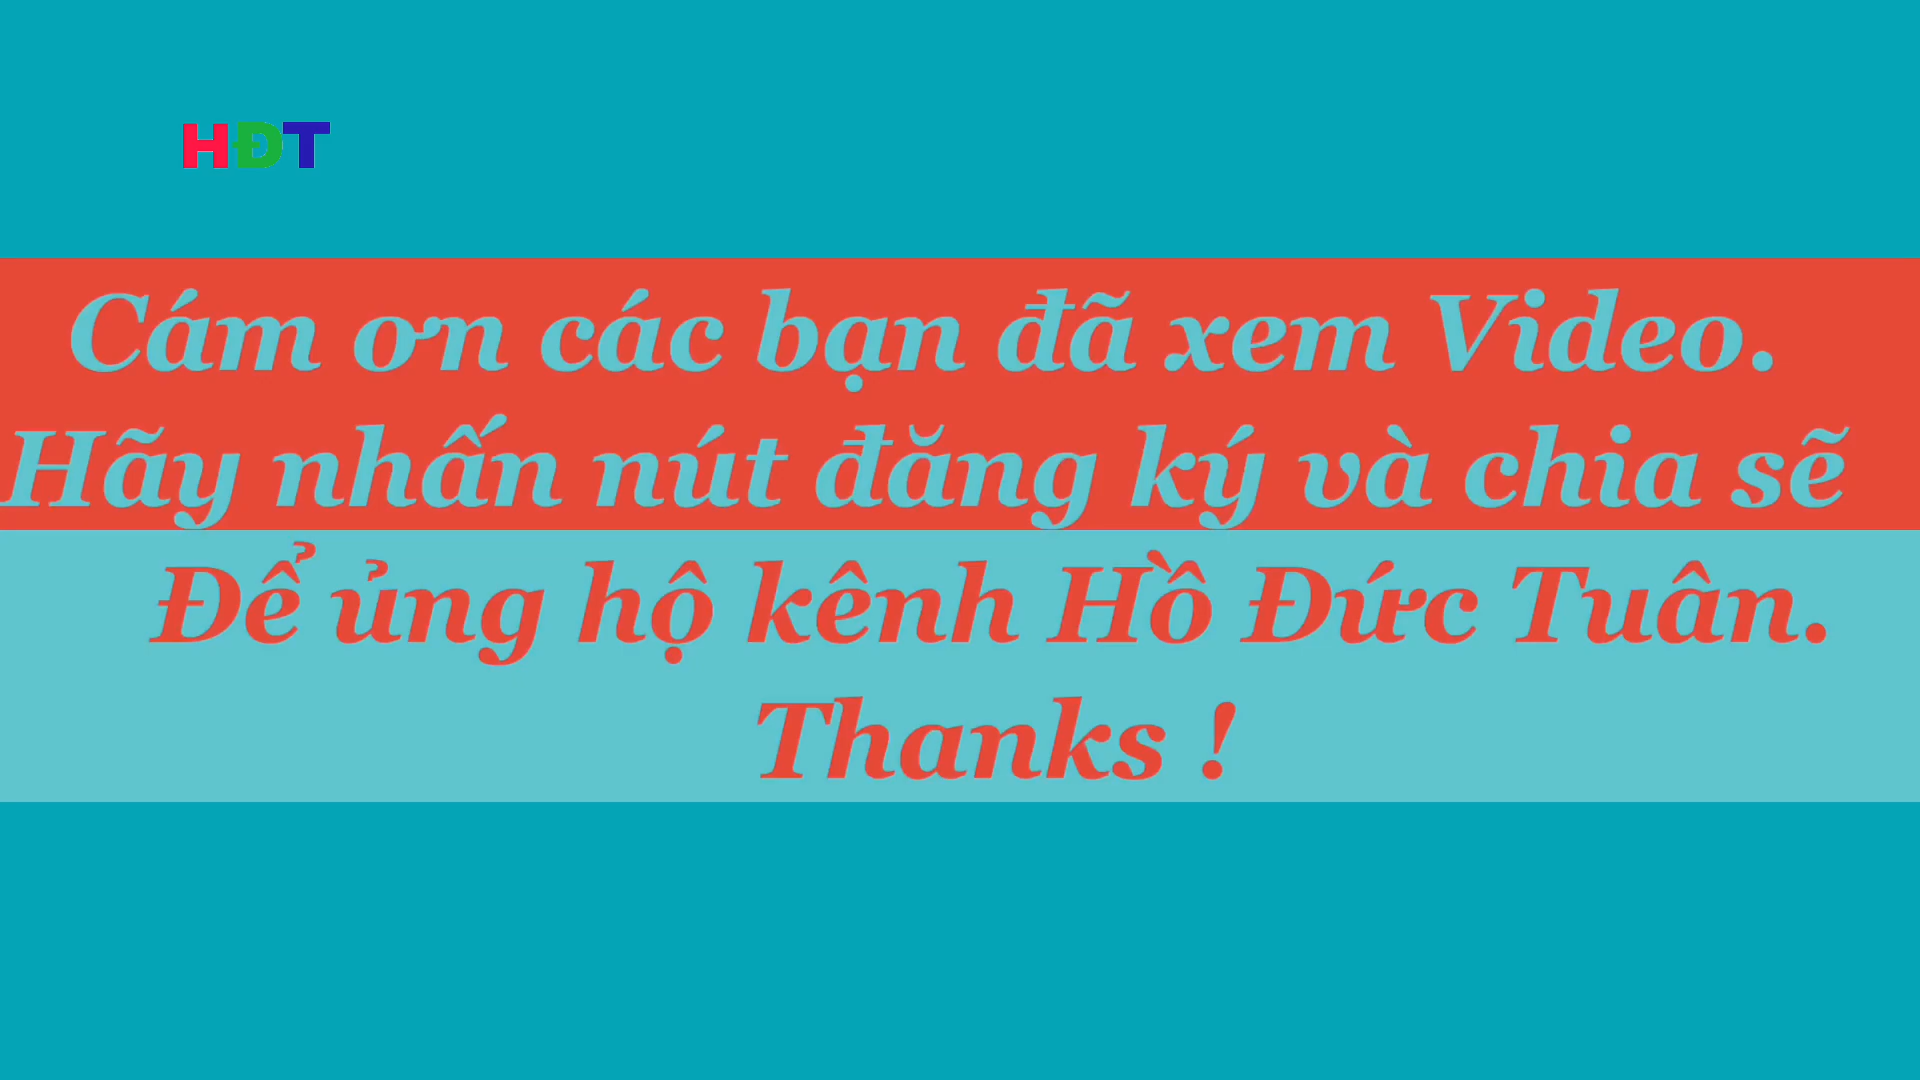 HĐT
Cám ơn các bạn đã xem Video.
Hãy nhấn nút đăng ký và chia sẽ
Để ủng hộ kênh Hồ Đức Tuân.
Thanks !